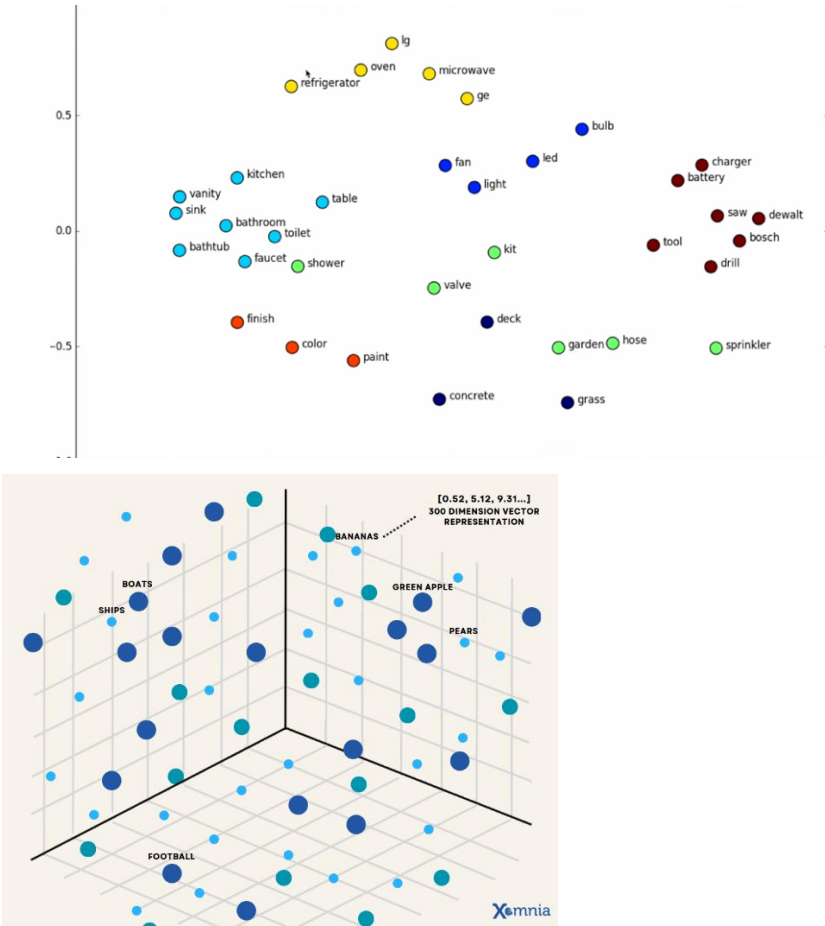 lg
oven
microwave
refrigerator
ge
bulb
0.5
fan
led
charger
light
battery
kitchen
vanity
table
sink
saw
dewalt
bathroom
0.0
toilet
bosch
tool
bathtub
kit
faucet
shower
drill
valve
finish
deck
color
garden
hose
sprinkler
−0.5
paint
concrete
grass
[0.52, 5.12, 9.31...]
300 DIMENSION VECTOR
REPRESENTATION
BANANAS
BOATS
GREEN APPLE
SHIPS
PEARS
FOOTBALL
Xomnia